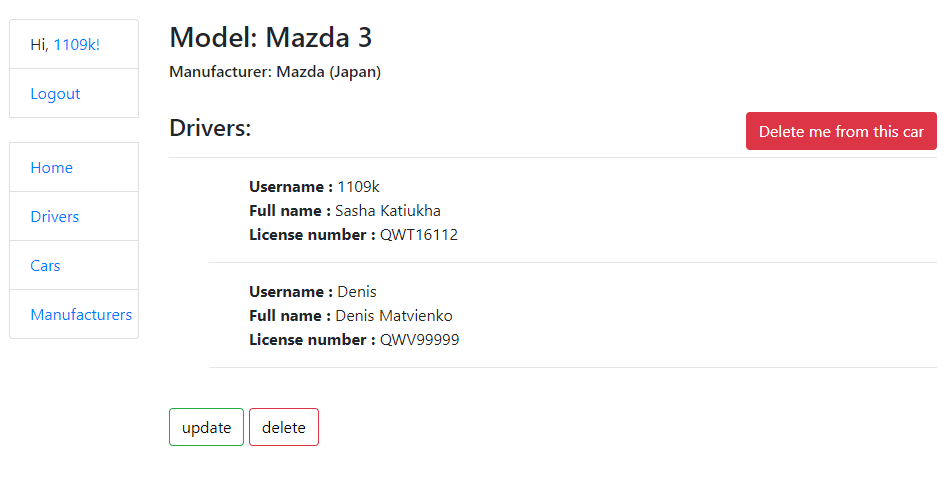 Hi, 1109k!
Logout
Home
Drivers
Cars
Manufacturers
Model: Mazda 3
Manufacturer: Mazda (Japan)
Drivers:
Delete me from this car
Username : 1109k
Full name : Sasha Katiukha
License number : QWT16112
Username : Denis
Full name : Denis Matvienko
License number : QWV99999
update
delete